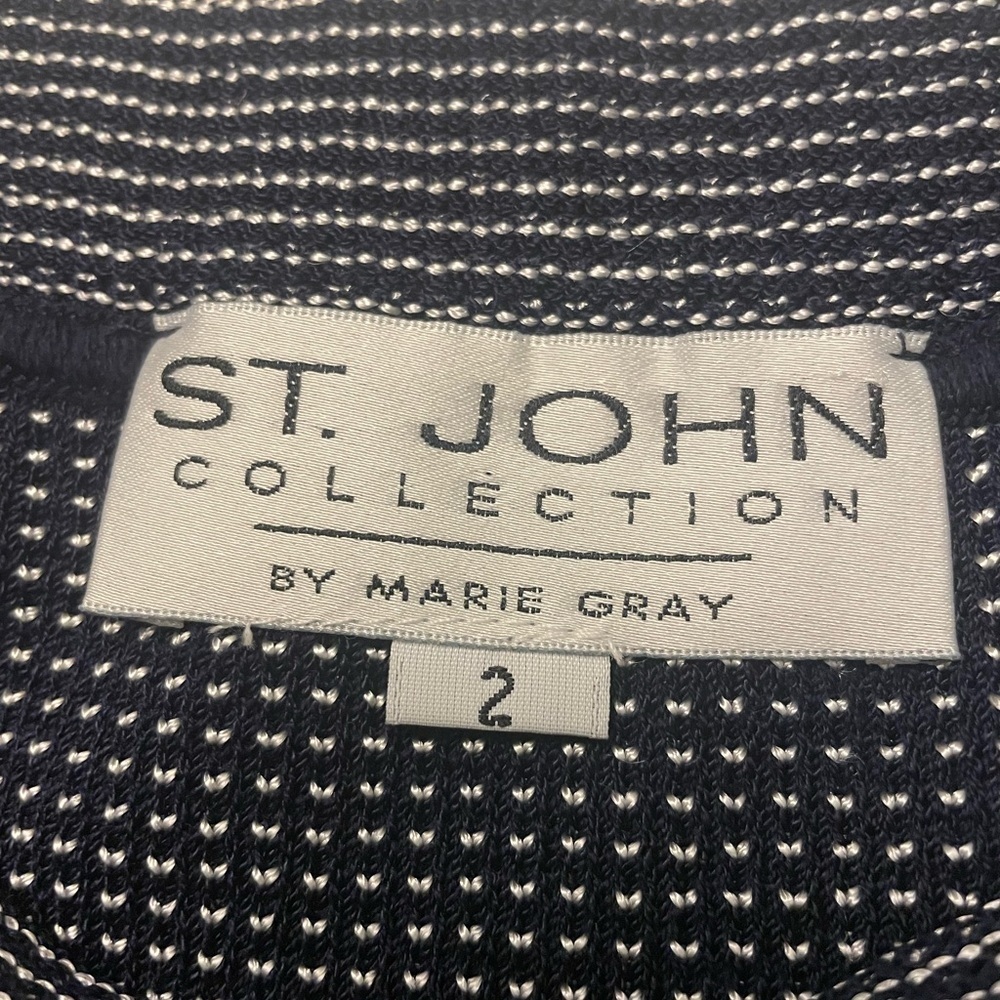 ST. JOHN
COLLECTION
BY MARIE GRAY
2